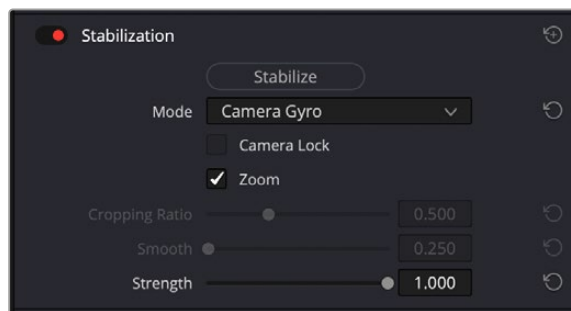 Stabilization
Stabilize
Mode Camera Gyro
Camera Lock
Zoom
Cropping Ratio 0.500
Smooth 0.250
Strength 1.000